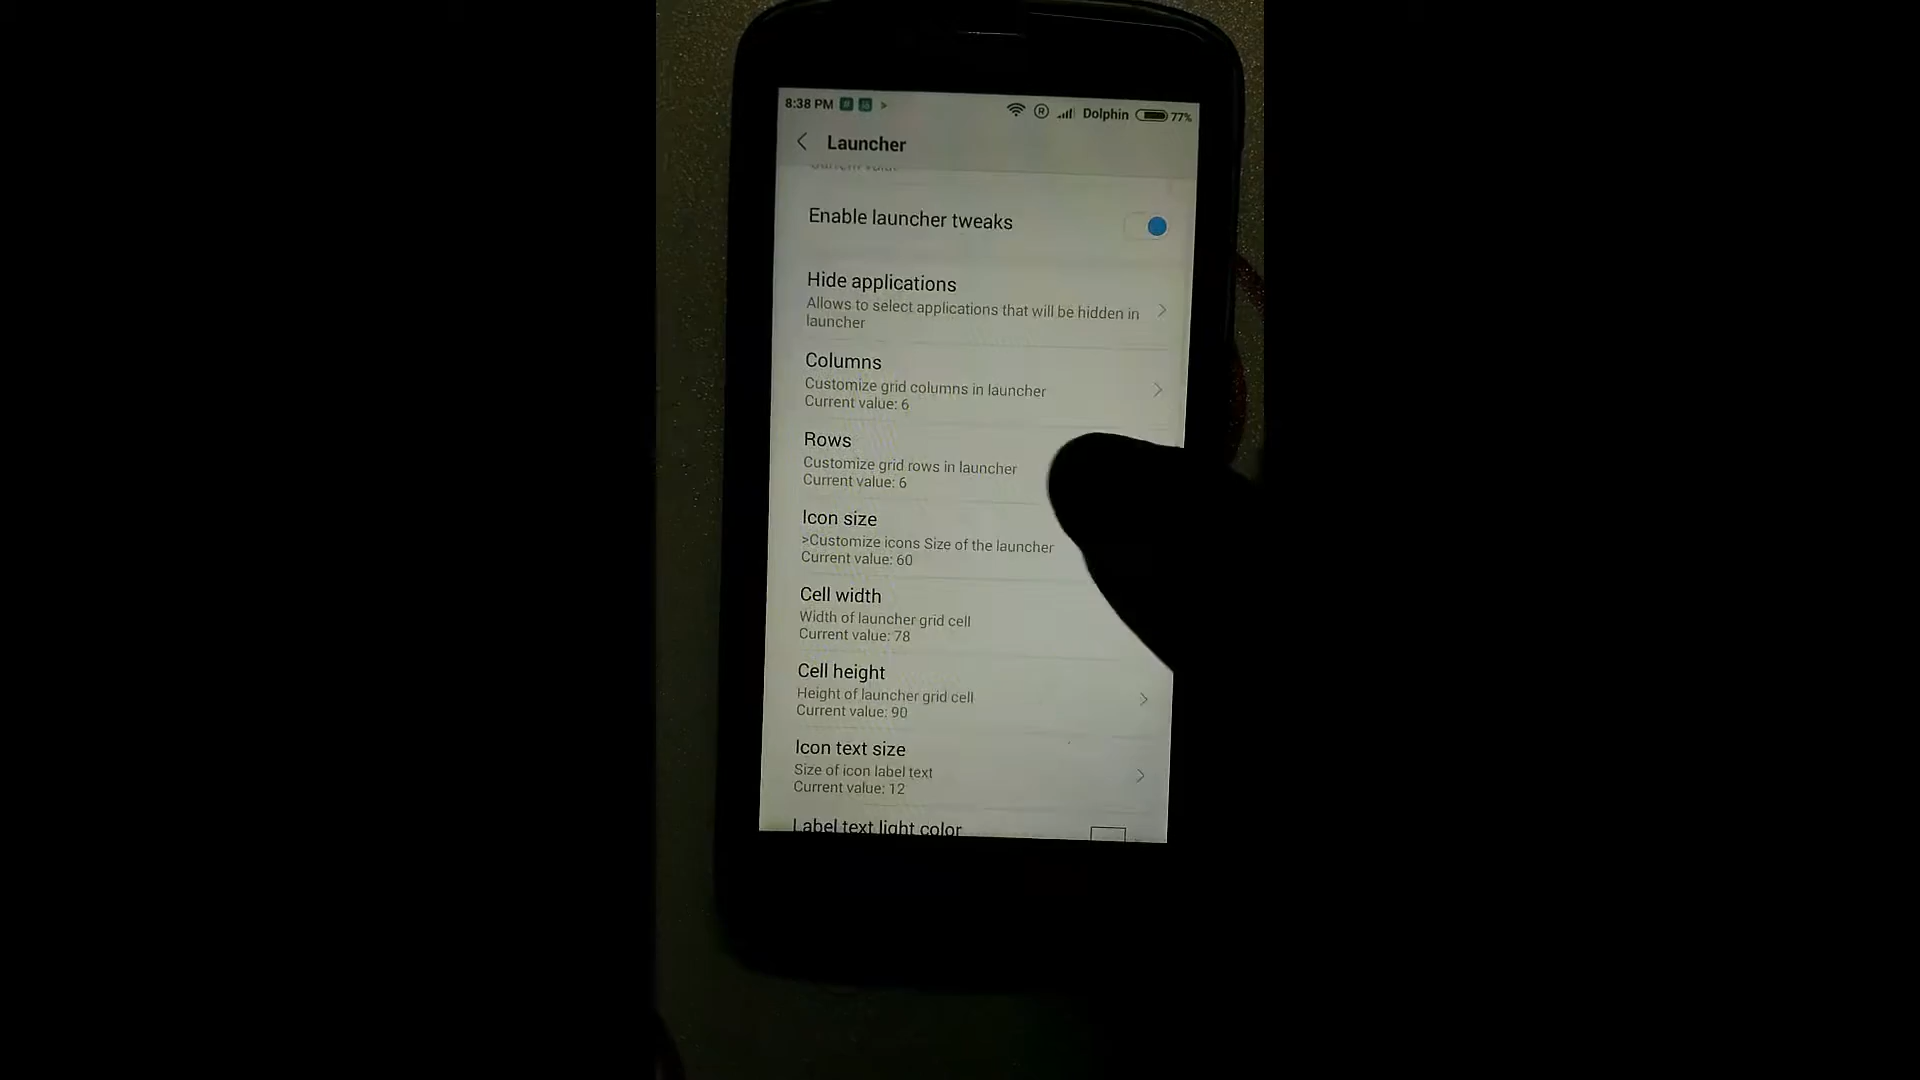 8:38 PM
Dolphin 77%
Launcher
Current value:
Enable launcher tweaks
Hide applications
Allows to select applications that will be hidden in
launcher
Columns
Customize grid columns in launcher
Current value: 6
Rows
Customize grid rows in launcher
Current value: 6
Icon size
>Customize icons Size of the launcher
Current value: 60
Cell width
Width of launcher grid cell
Current value: 78
Cell height
Height of launcher grid cell
Current value: 90
Icon text size
Size of icon label text
Current value: 12
Label text light color